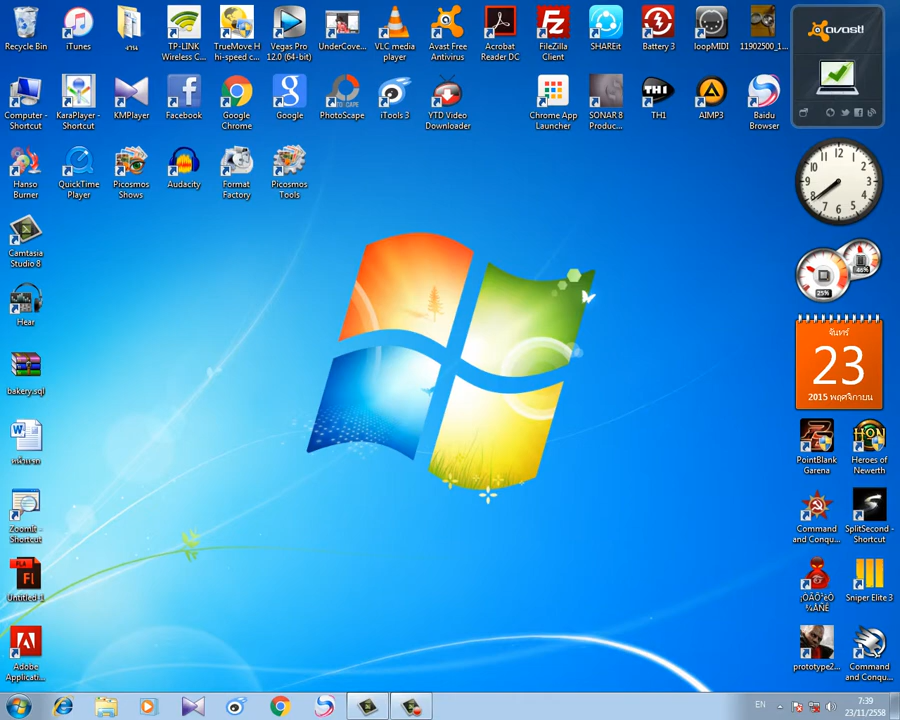 Recycle Bin
iTunes
งาน
TP-LINK
Wireless C...
TrueMove H
hi-speed c...
Vegas Pro
12.0 (64-bit)
UnderCove...
VLC media
player
Avast Free
Antivirus
Acrobat
Reader DC
FileZilla
Client
SHAREit
Battery 3
loopMIDI
11902500_1...
avast!
Computer -
Shortcut
KaraPlayer -
Shortcut
KMPlayer
Facebook
Google
Chrome
Google
PhotoScape
iTools 3
YTD Video
Downloader
Chrome App
Launcher
SONAR 8
Produc...
TH1
AIMP3
Baidu
Browser
Hanso
Burner
QuickTime
Player
Picosmos
Shows
Audacity
Format
Factory
Picosmos
Tools
Camtasia
Studio 8
25%
46%
Hear
จันทร์
23
2015 พฤศจิกายน
bakery.sql
PointBlank
Garena
Heroes of
Newerth
ZoomIt -
Shortcut
Command
and Conqu...
SplitSecond -
Shortcut
Untitled-1
Sniper Elite 3
Adobe
Applicati...
prototype2...
Command
and Conqu...
EN
7:39
23/11/2558